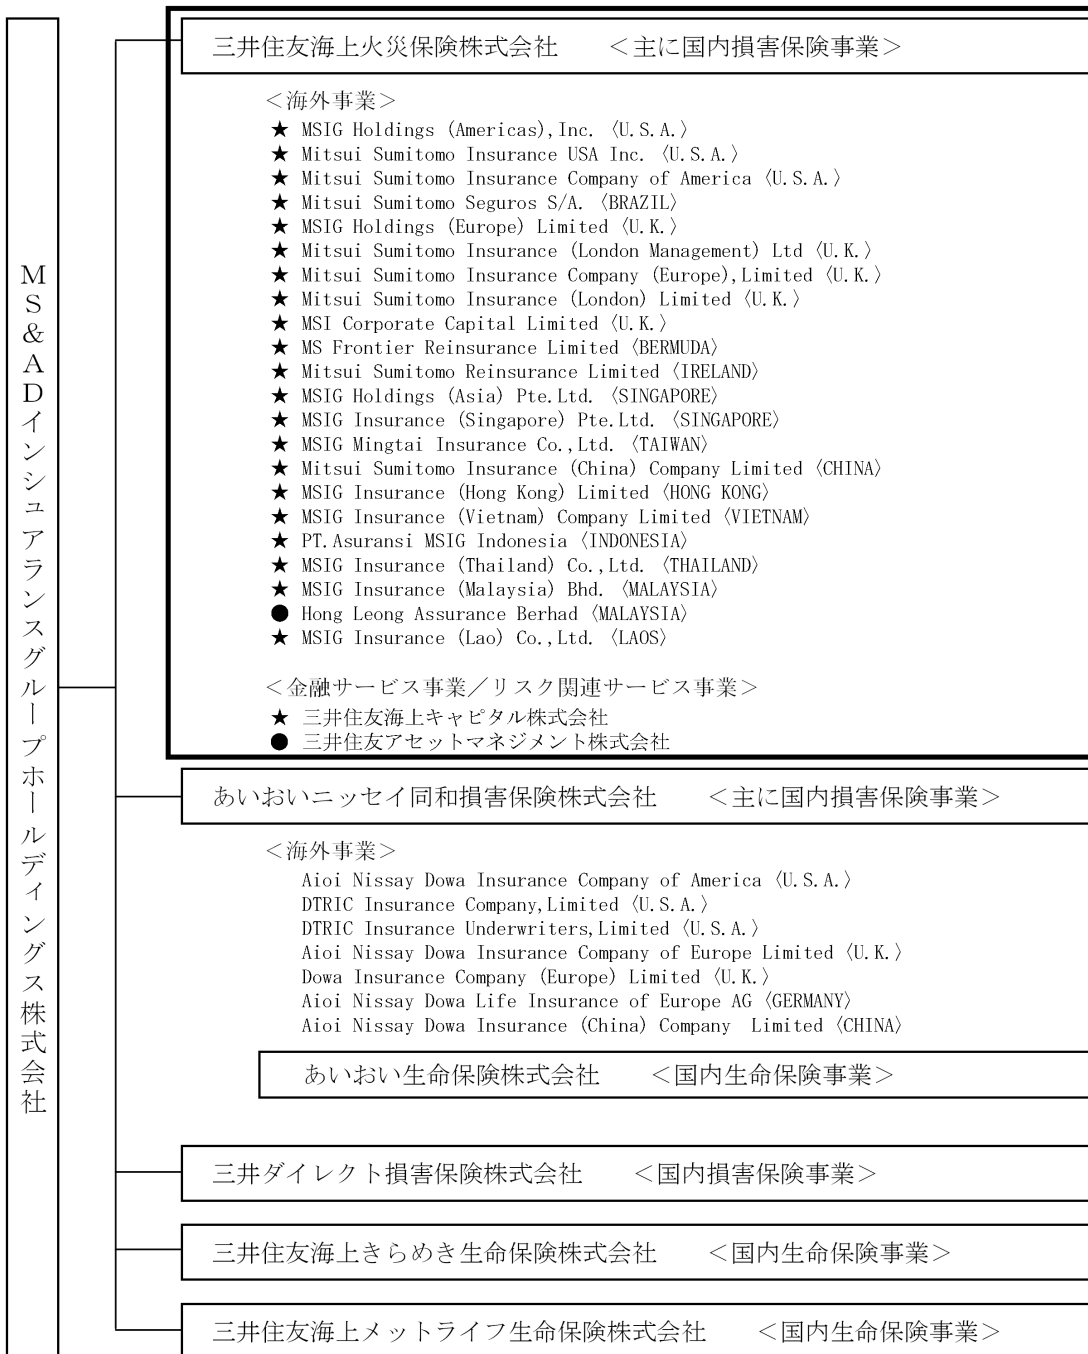 MS&ADインシュアランスグループホールディングス株式会社
三井住友海上火災保険株式会社　　＜主に国内損害保険事業＞
＜海外事業＞
★ MSIG Holdings (Americas),Inc. 〈U.S.A.〉
★ Mitsui Sumitomo Insurance USA Inc. 〈U.S.A.〉
★ Mitsui Sumitomo Insurance Company of America 〈U.S.A.〉
★ Mitsui Sumitomo Seguros S/A. 〈BRAZIL〉
★ MSIG Holdings (Europe) Limited 〈U.K.〉
★ Mitsui Sumitomo Insurance (London Management) Ltd 〈U.K.〉
★ Mitsui Sumitomo Insurance Company (Europe),Limited 〈U.K.〉
★ Mitsui Sumitomo Insurance (London) Limited 〈U.K.〉
★ MSI Corporate Capital Limited 〈U.K.〉
★ MS Frontier Reinsurance Limited 〈BERMUDA〉
★ Mitsui Sumitomo Reinsurance Limited 〈IRELAND〉
★ MSIG Holdings (Asia) Pte.Ltd. 〈SINGAPORE〉
★ MSIG Insurance (Singapore) Pte.Ltd. 〈SINGAPORE〉
★ MSIG Mingtai Insurance Co.,Ltd. 〈TAIWAN〉
★ Mitsui Sumitomo Insurance (China) Company Limited 〈CHINA〉
★ MSIG Insurance (Hong Kong) Limited 〈HONG KONG〉
★ MSIG Insurance (Vietnam) Company Limited 〈VIETNAM〉
★ PT.Asuransi MSIG Indonesia 〈INDONESIA〉
★ MSIG Insurance (Thailand) Co.,Ltd. 〈THAILAND〉
★ MSIG Insurance (Malaysia) Bhd. 〈MALAYSIA〉
● Hong Leong Assurance Berhad 〈MALAYSIA〉
★ MSIG Insurance (Lao) Co.,Ltd. 〈LAOS〉
＜金融サービス事業／リスク関連サービス事業＞
★ 三井住友海上キャピタル株式会社
● 三井住友アセットマネジメント株式会社
あいおいニッセイ同和損害保険株式会社　　＜主に国内損害保険事業＞
＜海外事業＞
Aioi Nissay Dowa Insurance Company of America 〈U.S.A.〉
DTRIC Insurance Company,Limited 〈U.S.A.〉
DTRIC Insurance Underwriters,Limited 〈U.S.A.〉
Aioi Nissay Dowa Insurance Company of Europe Limited 〈U.K.〉
Dowa Insurance Company (Europe) Limited 〈U.K.〉
Aioi Nissay Dowa Life Insurance of Europe AG 〈GERMANY〉
Aioi Nissay Dowa Insurance (China) Company  Limited 〈CHINA〉
あいおい生命保険株式会社　　＜国内生命保険事業＞
三井ダイレクト損害保険株式会社　　＜国内損害保険事業＞
三井住友海上きらめき生命保険株式会社　　＜国内生命保険事業＞
三井住友海上メットライフ生命保険株式会社　　＜国内生命保険事業＞